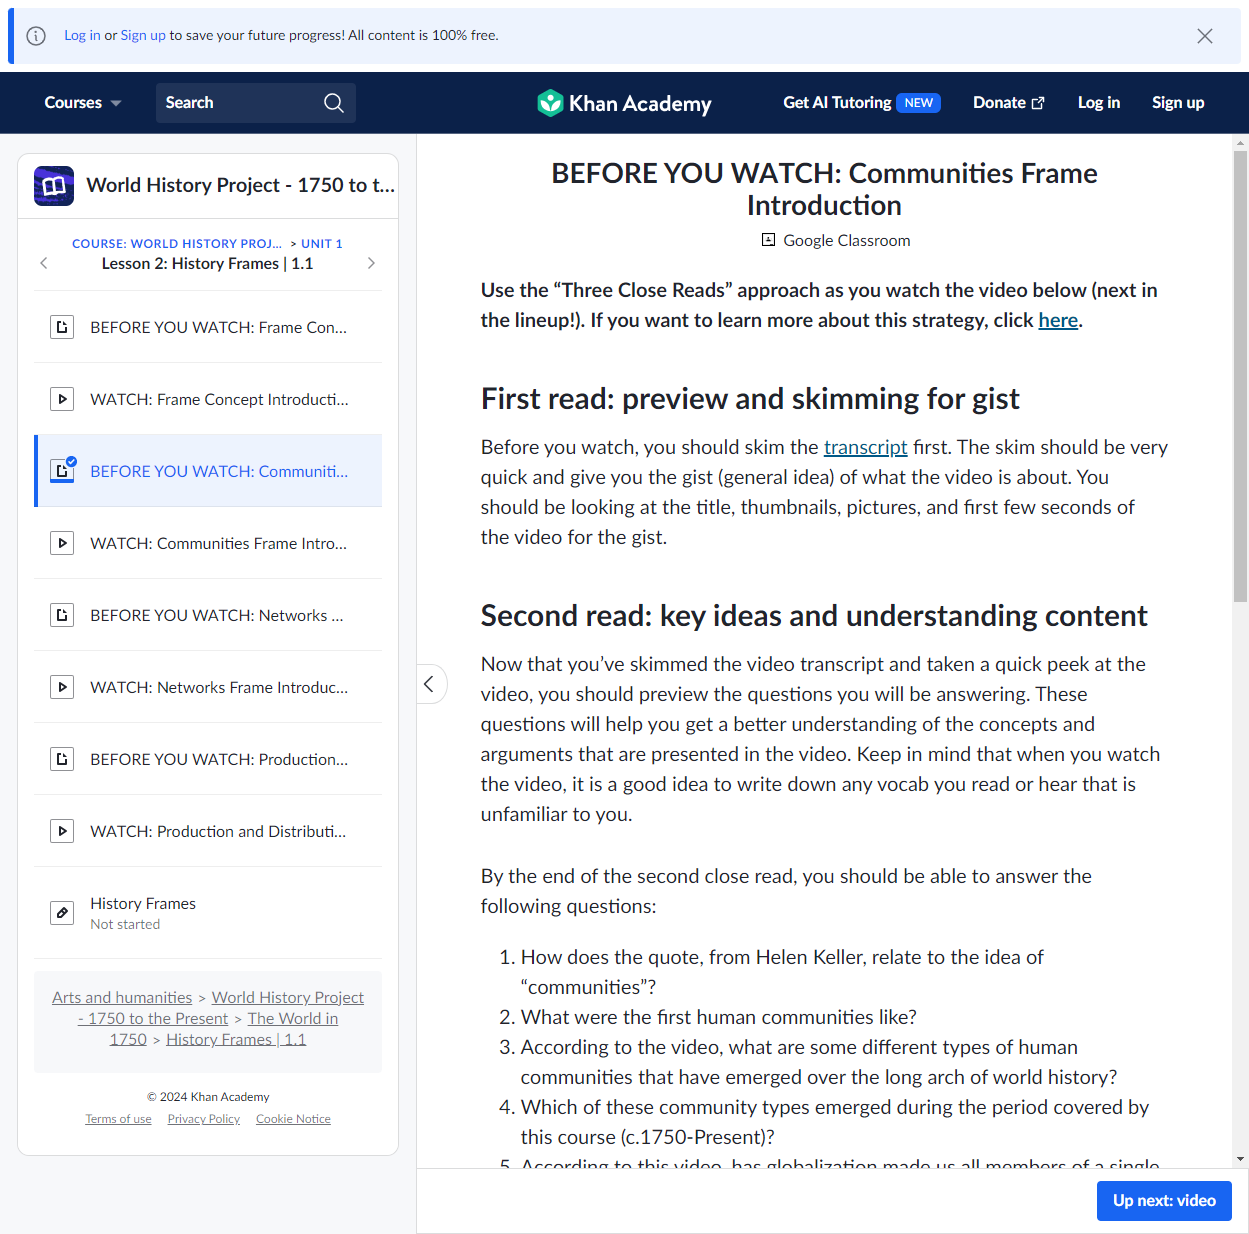 Log in or Sign up to save your future progress! All content is 100% free.
Courses
Search
Khan Academy
Get AI Tutoring NEW
Donate
Log in
Sign up
World History Project - 1750 to t...
COURSE: WORLD HISTORY PROJ... > UNIT 1
Lesson 2: History Frames | 1.1
BEFORE YOU WATCH: Frame Con...
WATCH: Frame Concept Introducti...
BEFORE YOU WATCH: Communiti...
WATCH: Communities Frame Intro...
BEFORE YOU WATCH: Networks ...
WATCH: Networks Frame Introduc...
BEFORE YOU WATCH: Production...
WATCH: Production and Distributi...
History Frames
Not started
Arts and humanities > World History Project
- 1750 to the Present > The World in
1750 > History Frames | 1.1
© 2024 Khan Academy
Terms of use Privacy Policy Cookie Notice
BEFORE YOU WATCH: Communities Frame
Introduction
Google Classroom
Use the “Three Close Reads” approach as you watch the video below (next in
the lineup!). If you want to learn more about this strategy, click here.
First read: preview and skimming for gist
Before you watch, you should skim the transcript first. The skim should be very
quick and give you the gist (general idea) of what the video is about. You
should be looking at the title, thumbnails, pictures, and first few seconds of
the video for the gist.
Second read: key ideas and understanding content
Now that you’ve skimmed the video transcript and taken a quick peek at the
video, you should preview the questions you will be answering. These
questions will help you get a better understanding of the concepts and
arguments that are presented in the video. Keep in mind that when you watch
the video, it is a good idea to write down any vocab you read or hear that is
unfamiliar to you.
By the end of the second close read, you should be able to answer the
following questions:
1. How does the quote, from Helen Keller, relate to the idea of
“communities”?
2. What were the first human communities like?
3. According to the video, what are some different types of human
communities that have emerged over the long arch of world history?
4. Which of these community types emerged during the period covered by
this course (c.1750-Present)?
5. According to this video, has globalization made us all members of a single
Up next: video